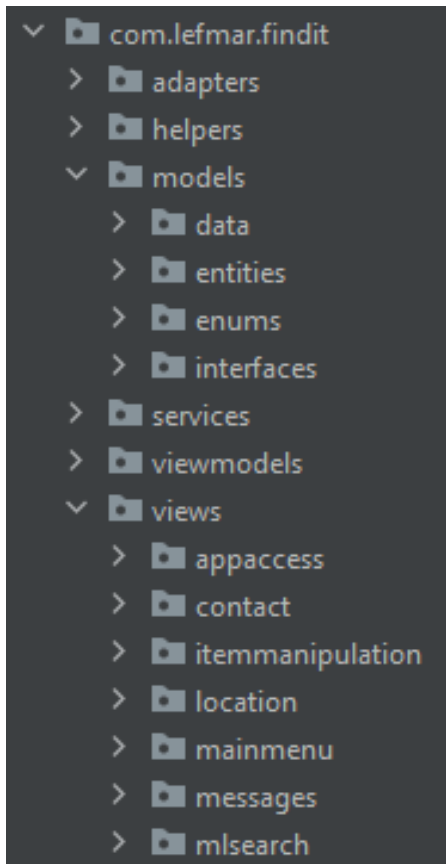 com.lefmar.findit
adapters
helpers
models
data
entities
enums
interfaces
services
viewmodels
views
appaccess
contact
itemmanipulation
location
mainmenu
messages
mlsearch